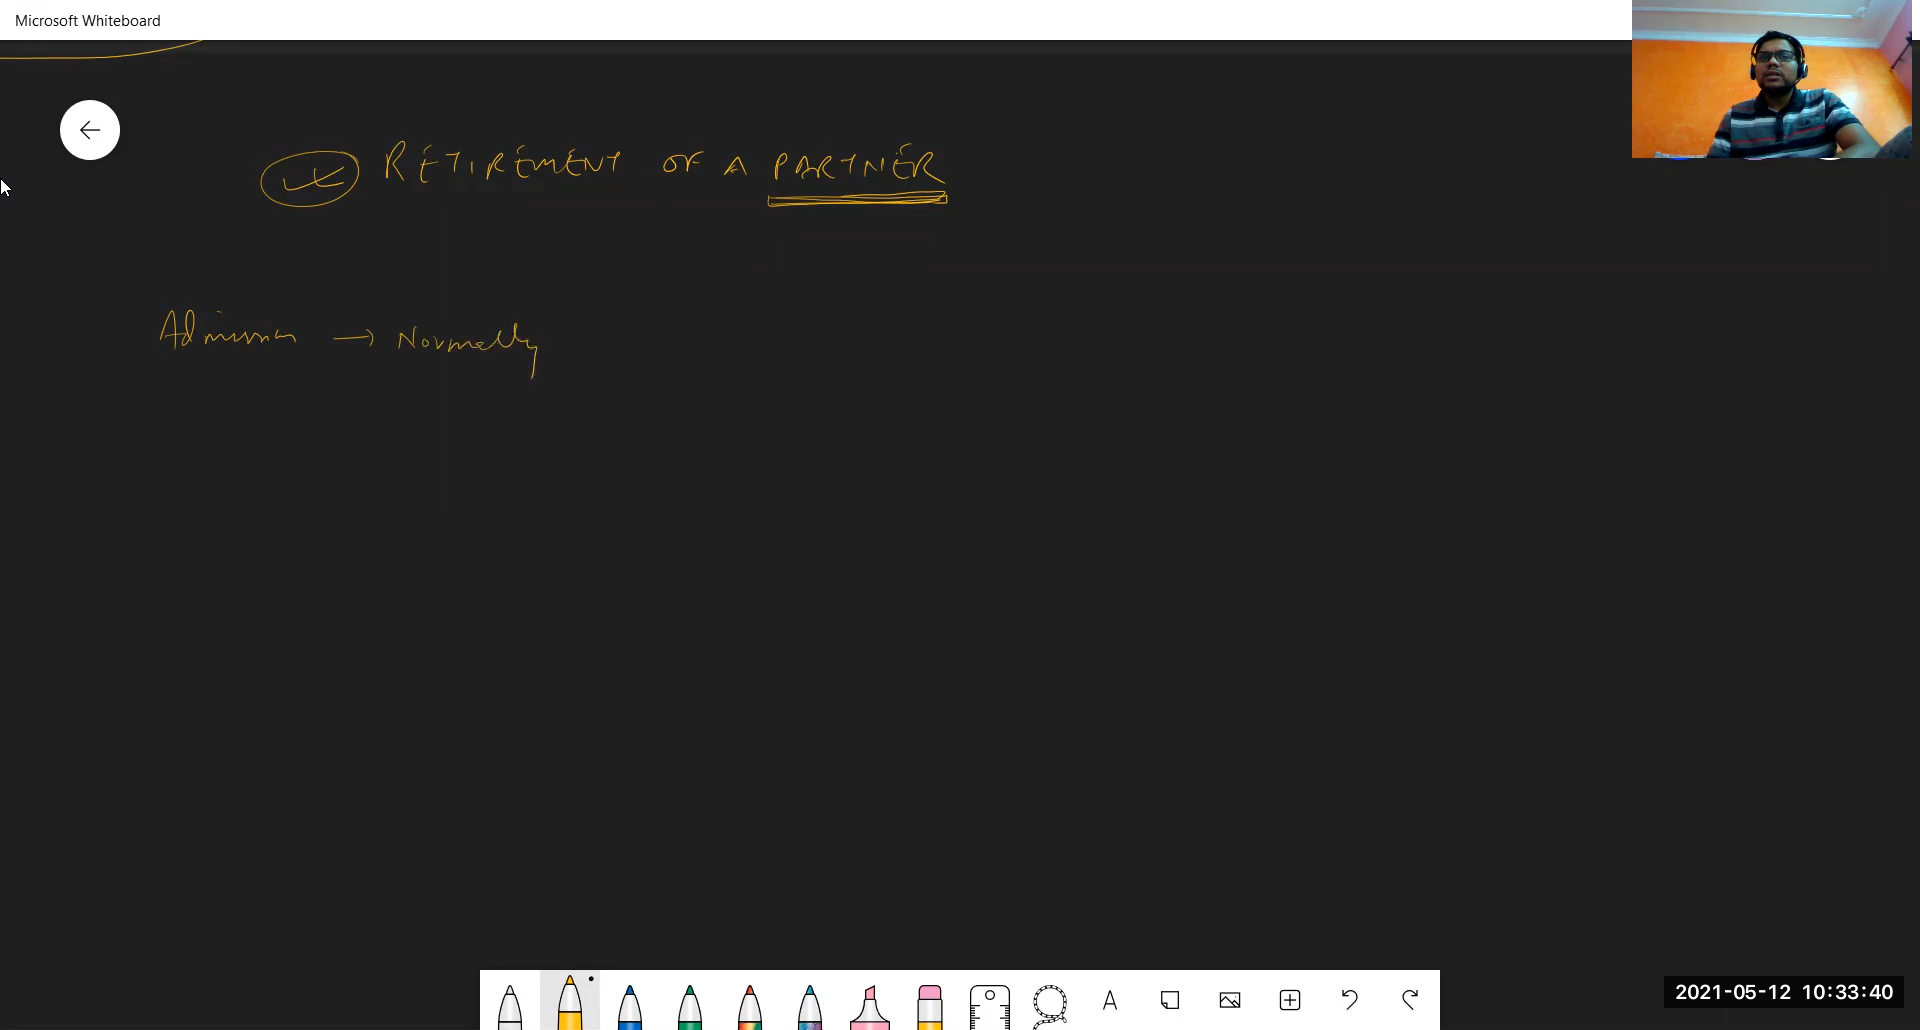 Microsoft Whiteboard
RETIREMENT OF A PARTNER
Admission → Normally
2021-05-12 10:33:40